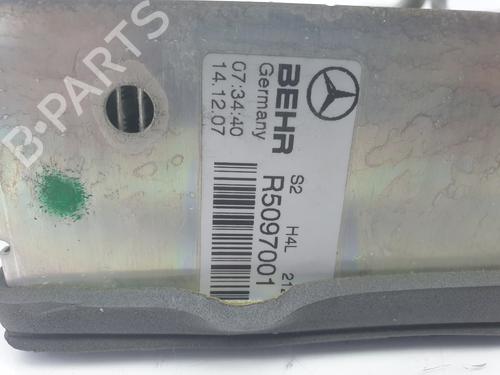 B-PARTS
BEHR
Germany
07:34:40
14.12.07
S2 H4L
R5097001